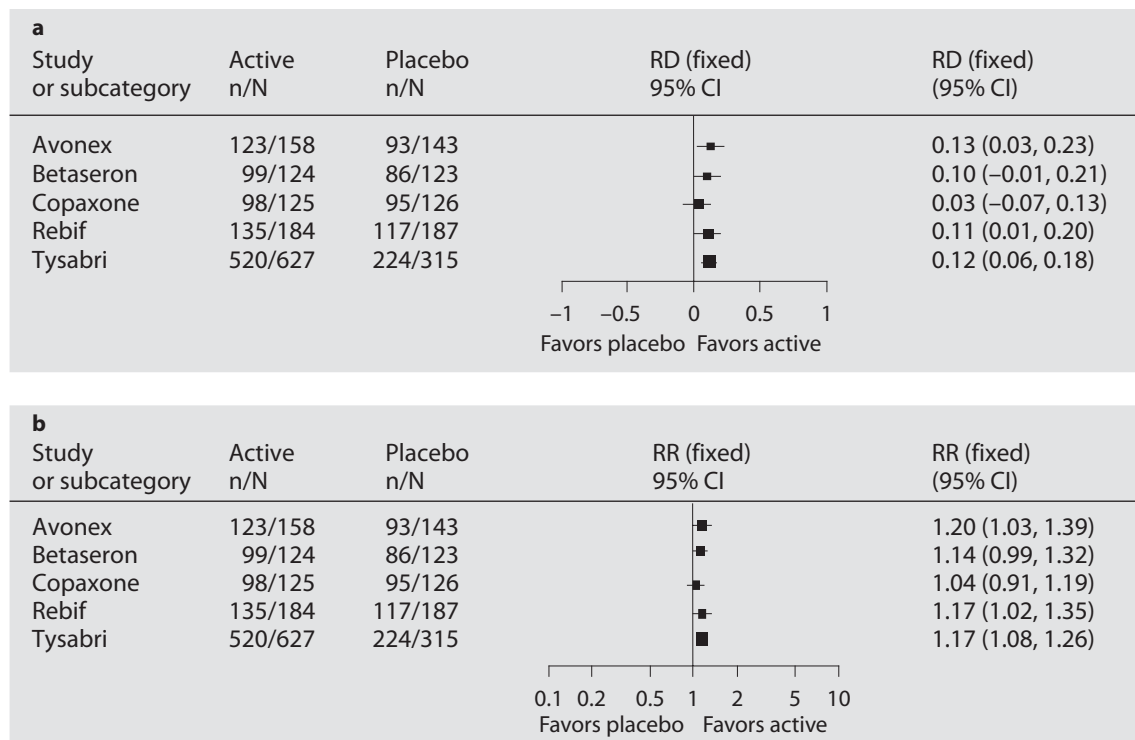 a
Study Active Placebo RD (fixed) RD (fixed)
or subcategory n/N n/N 95% CI (95% CI)
Avonex 123/158 93/143 0.13 (0.03, 0.23)
Betaseron 99/124 86/123 0.10 (–0.01, 0.21)
Copaxone 98/125 95/126 0.03 (–0.07, 0.13)
Rebif 135/184 117/187 0.11 (0.01, 0.20)
Tysabri 520/627 224/315 0.12 (0.06, 0.18)
–1 –0.5 0 0.5 1
Favors placebo Favors active
b
Study Active Placebo RR (fixed) RR (fixed)
or subcategory n/N n/N 95% CI (95% CI)
Avonex 123/158 93/143 1.20 (1.03, 1.39)
Betaseron 99/124 86/123 1.14 (0.99, 1.32)
Copaxone 98/125 95/126 1.04 (0.91, 1.19)
Rebif 135/184 117/187 1.17 (1.02, 1.35)
Tysabri 520/627 224/315 1.17 (1.08, 1.26)
0.1 0.2 0.5 1 2 5 10
Favors placebo Favors active